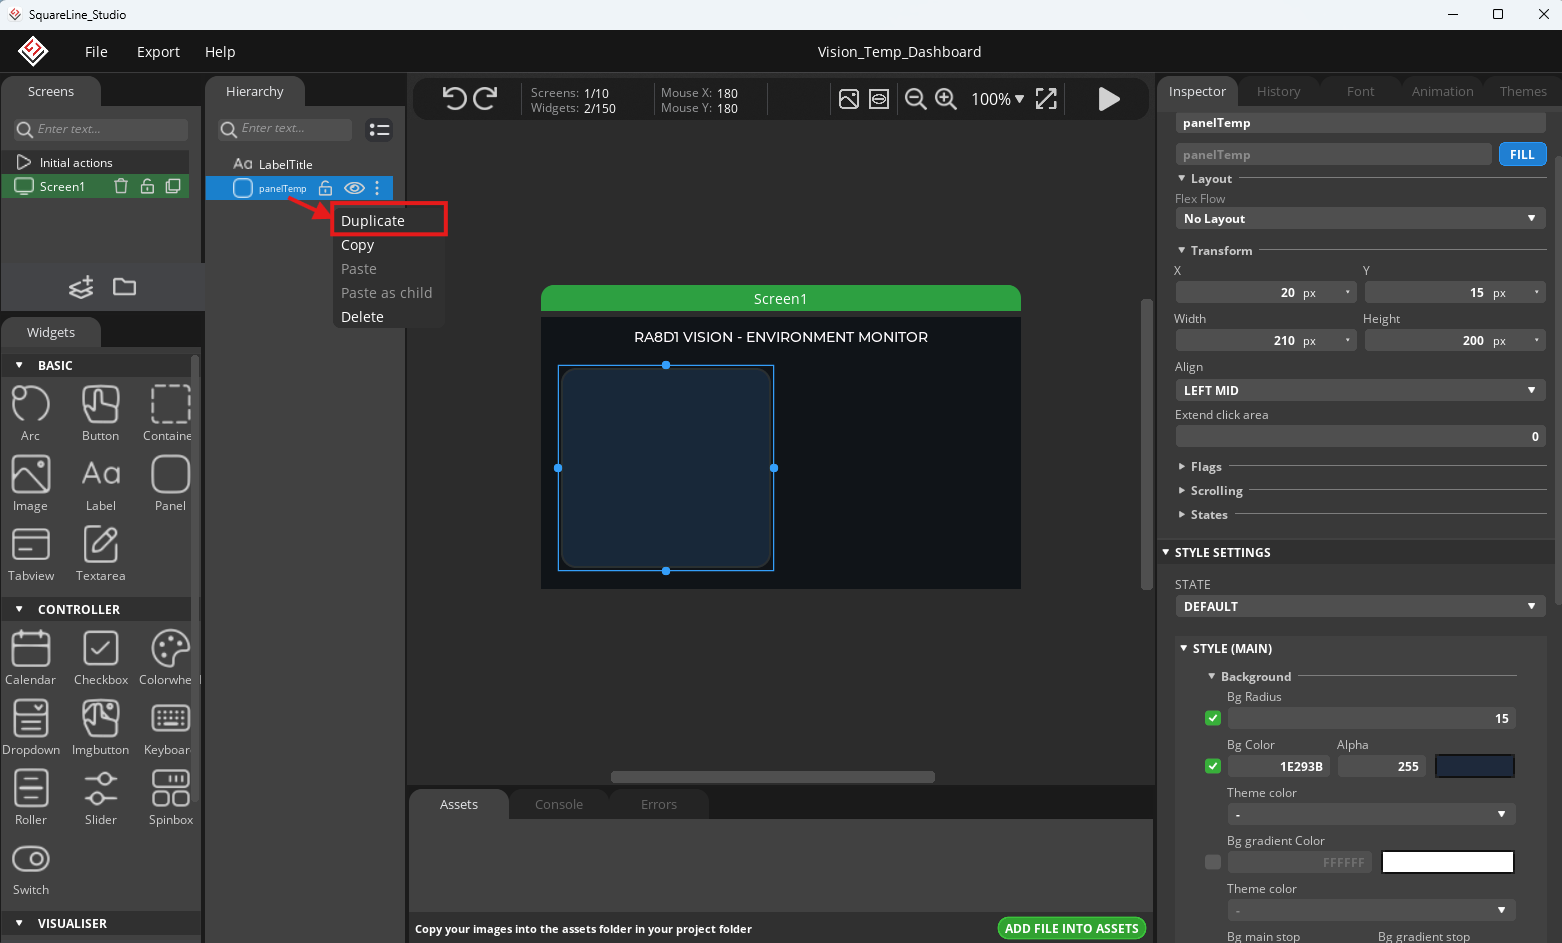 SquareLine_Studio
File Export Help
Vision_Temp_Dashboard
Screens
Enter text...
Initial actions
Screen1
Hierarchy
Enter text...
LabelTitle
panelTemp
Duplicate
Copy
Paste
Paste as child
Delete
Widgets
BASIC
Arc Button Containe
Image Label Panel
Tabview Textarea
CONTROLLER
Calendar Checkbox Colorwhe
Dropdown Imgbutton Keyboar
Roller Slider Spinbox
Switch
VISUALISER
Screens: 1/10
Widgets: 2/150
Mouse X: 180
Mouse Y: 180
100%
Screen1
RA8D1 VISION - ENVIRONMENT MONITOR
Assets Console Errors
Copy your images into the assets folder in your project folder
ADD FILE INTO ASSETS
Inspector History Font Animation Themes
panelTemp
panelTemp FILL
Layout
Flex Flow
No Layout
Transform
X Y
20 px 15 px
Width Height
210 px 200 px
Align
LEFT MID
Extend click area
0
Flags
Scrolling
States
STYLE SETTINGS
STATE
DEFAULT
STYLE (MAIN)
Background
Bg Radius
15
Bg Color Alpha
1E293B 255
Theme color
-
Bg gradient Color
FFFFFF
Theme color
-
Bg main stop Bg gradient stop